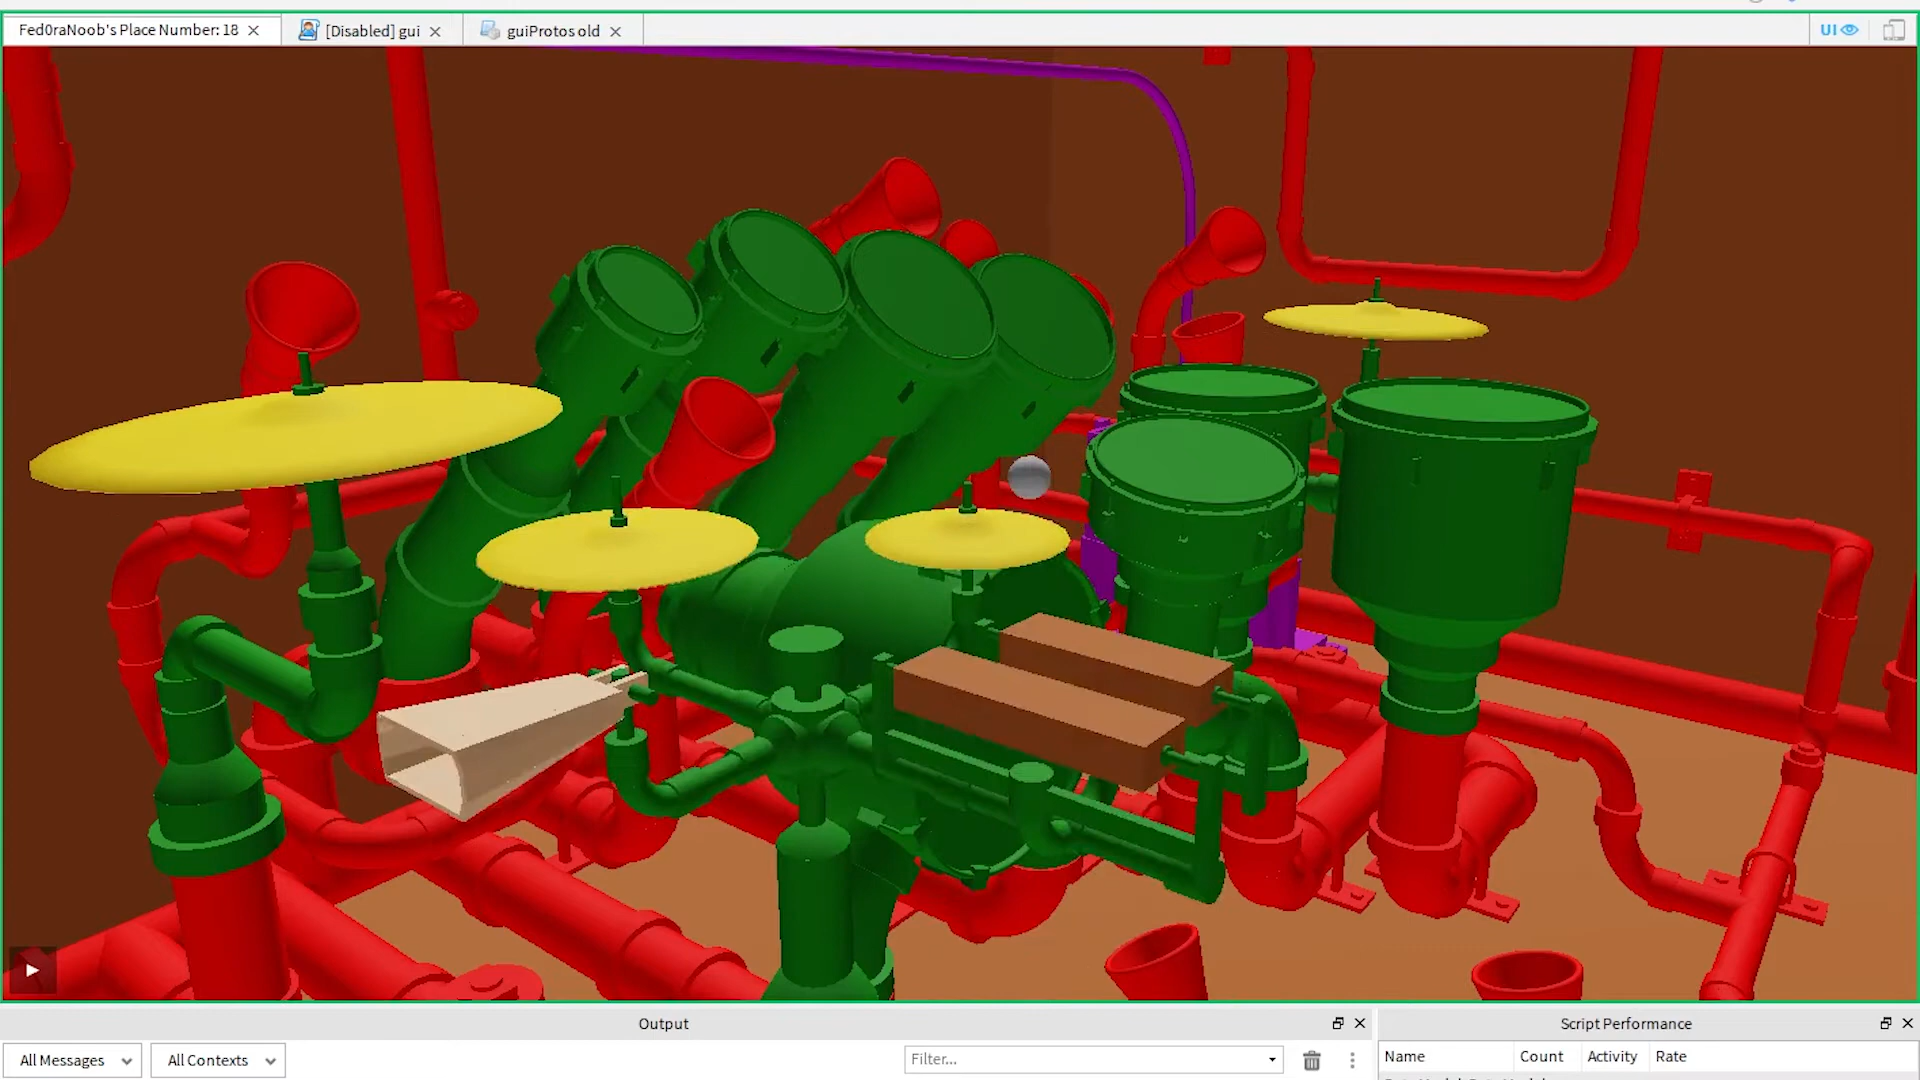 Fed0raNoob's Place Number: 18
[Disabled] gui
guiProtos old
UI
Output
Script Performance
All Messages
All Contexts
Filter...
Name
Count
Activity
Rate